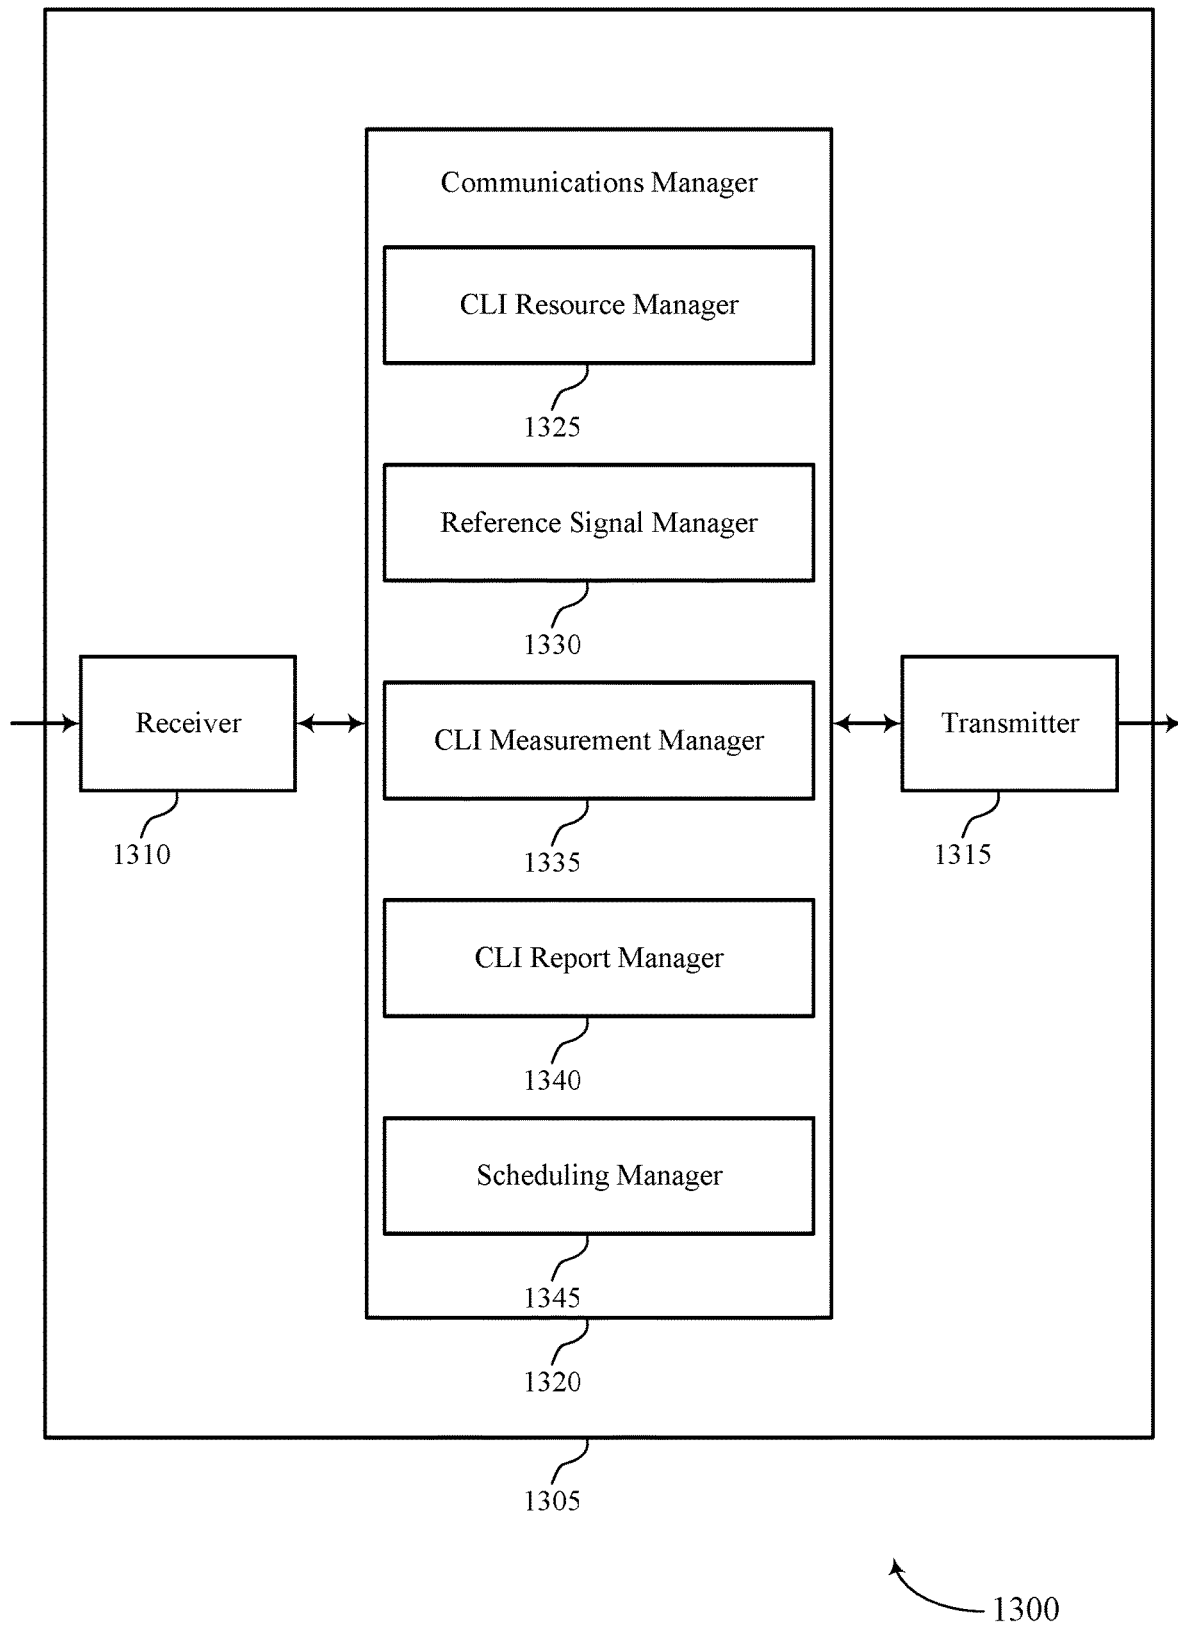 Communications Manager
CLI Resource Manager
1325
Reference Signal Manager
1330
Receiver
1310
CLI Measurement Manager
1335
Transmitter
1315
CLI Report Manager
1340
Scheduling Manager
1345
1320
1305
1300